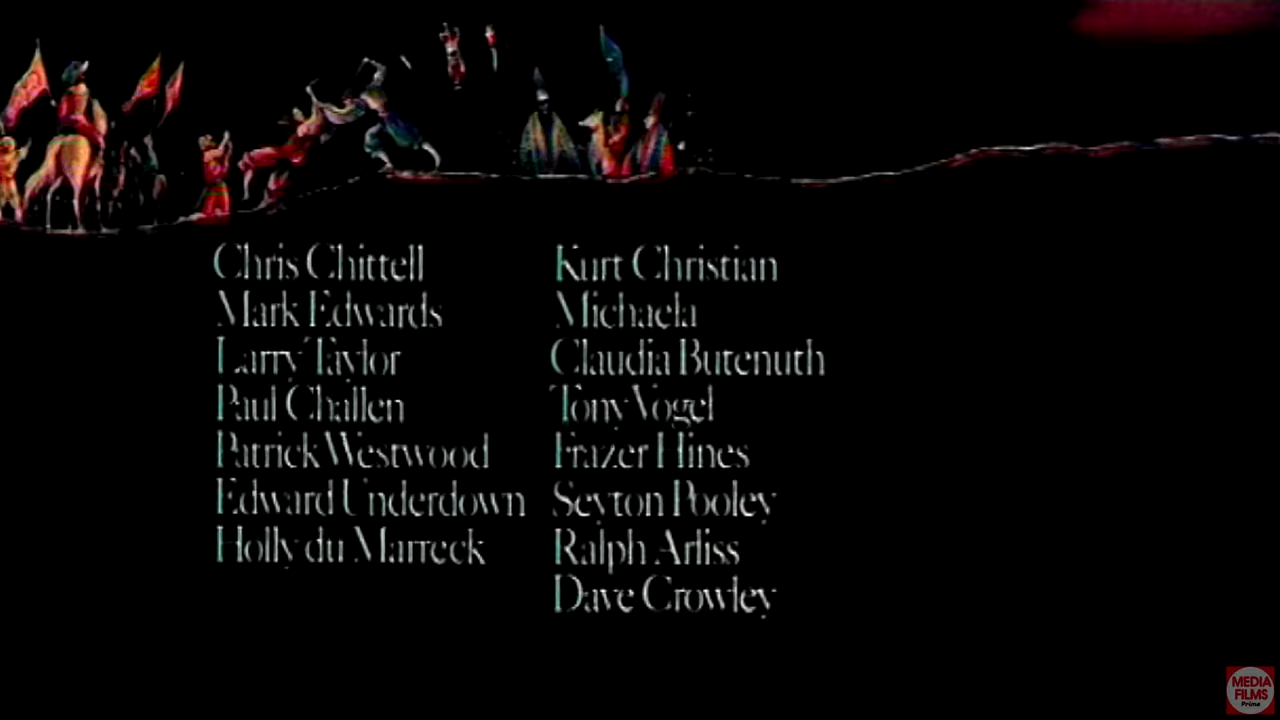 Chris Chittell
Mark Edwards
Larry Taylor
Paul Challen
Patrick Westwood
Edward Underdown
Holly du Marreck
Kurt Christian
Michaela
Claudia Butenuth
Tony Vogel
Frazer Hines
Seyton Pooley
Ralph Arliss
Dave Crowley
MEDIA
FILMS
Prime